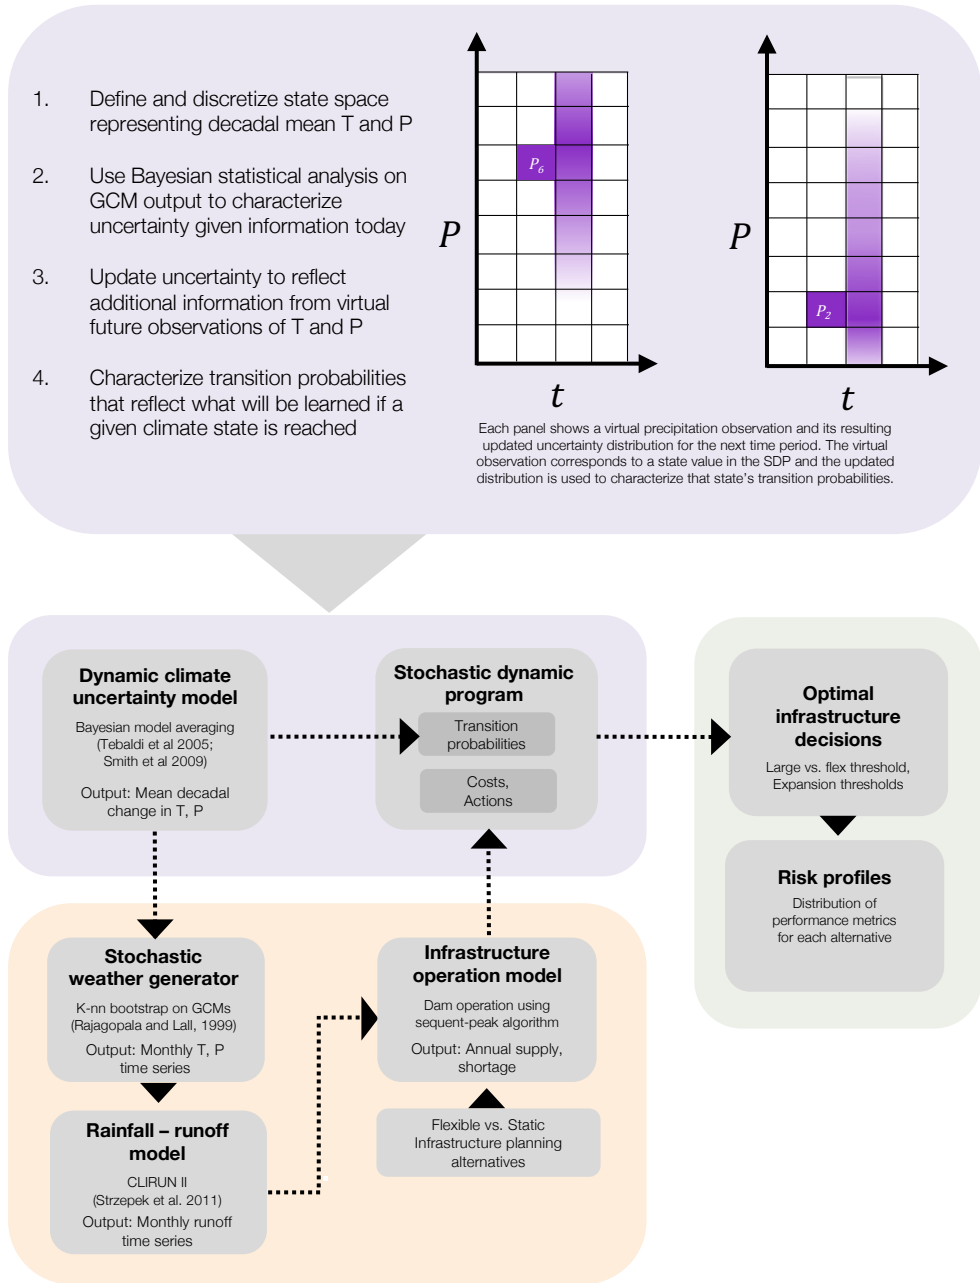 1. Define and discretize state space
representing decadal mean T and P
2. Use Bayesian statistical analysis on
GCM output to characterize
uncertainty given information today
3. Update uncertainty to reflect
additional information from virtual
future observations of T and P
4. Characterize transition probabilities
that reflect what will be learned if a
given climate state is reached
P
P6
t
P
P2
t
Each panel shows a virtual precipitation observation and its resulting
updated uncertainty distribution for the next time period. The virtual
observation corresponds to a state value in the SDP and the updated
distribution is used to characterize that state's transition probabilities.
Dynamic climate
uncertainty model
Bayesian model averaging
(Tebaldi et al 2005;
Smith et al 2009)
Output: Mean decadal
change in T, P
Stochastic dynamic
program
Transition
probabilities
Costs,
Actions
Optimal
infrastructure
decisions
Large vs. flex threshold,
Expansion thresholds
Risk profiles
Distribution of
performance metrics
for each alternative
Stochastic
weather generator
K-nn bootstrap on GCMs
(Rajagopala and Lall, 1999)
Output: Monthly T, P
time series
Rainfall – runoff
model
CLIRUN II
(Strzepek et al. 2011)
Output: Monthly runoff
time series
Infrastructure
operation model
Dam operation using
sequent-peak algorithm
Output: Annual supply,
shortage
Flexible vs. Static
Infrastructure planning
alternatives